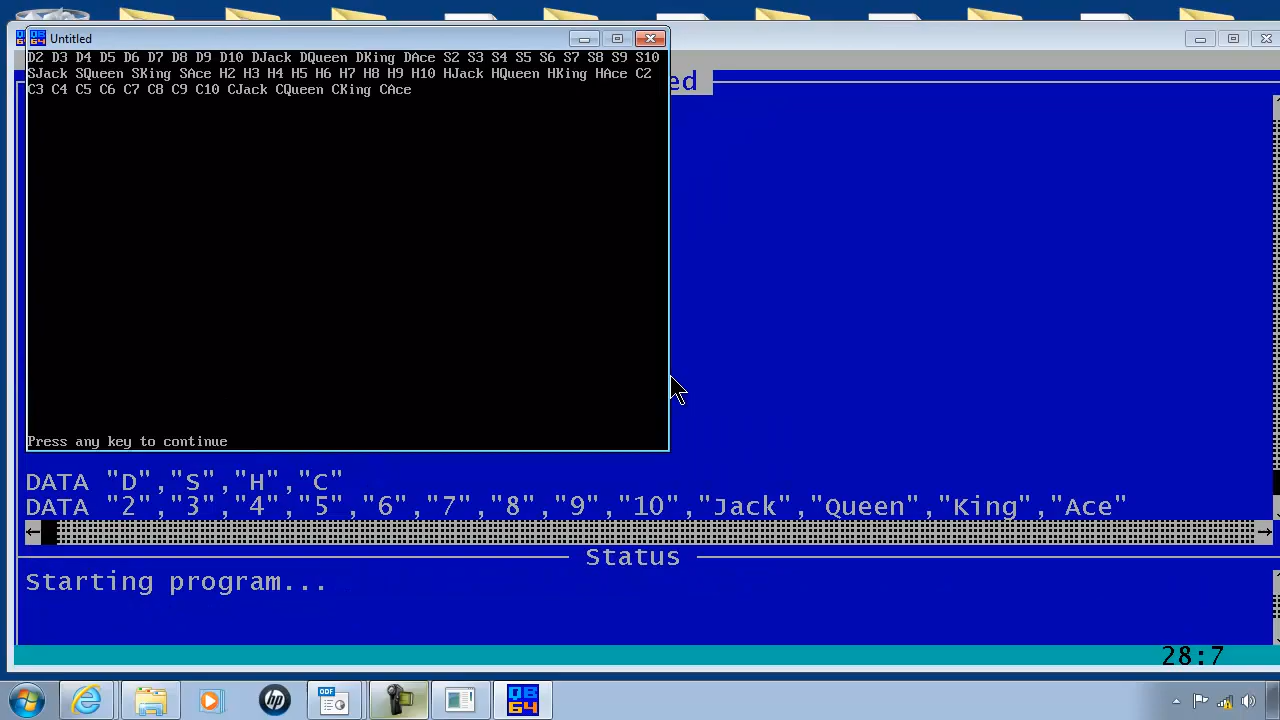 Untitled
D2 D3 D4 D5 D6 D7 D8 D9 D10 DJack DQueen DKing DAce S2 S3 S4 S5 S6 S7 S8 S9 S10
SJack SQueen SKing SAce H2 H3 H4 H5 H6 H7 H8 H9 H10 HJack HQueen HKing HAce C2
C3 C4 C5 C6 C7 C8 C9 C10 CJack CQueen CKing CAce
ed
Press any key to continue
DATA "D","S","H","C"
DATA "2","3","4","5","6","7","8","9","10","Jack","Queen","King","Ace"
Status
Starting program...
28:7
ODF
hp
QB
64